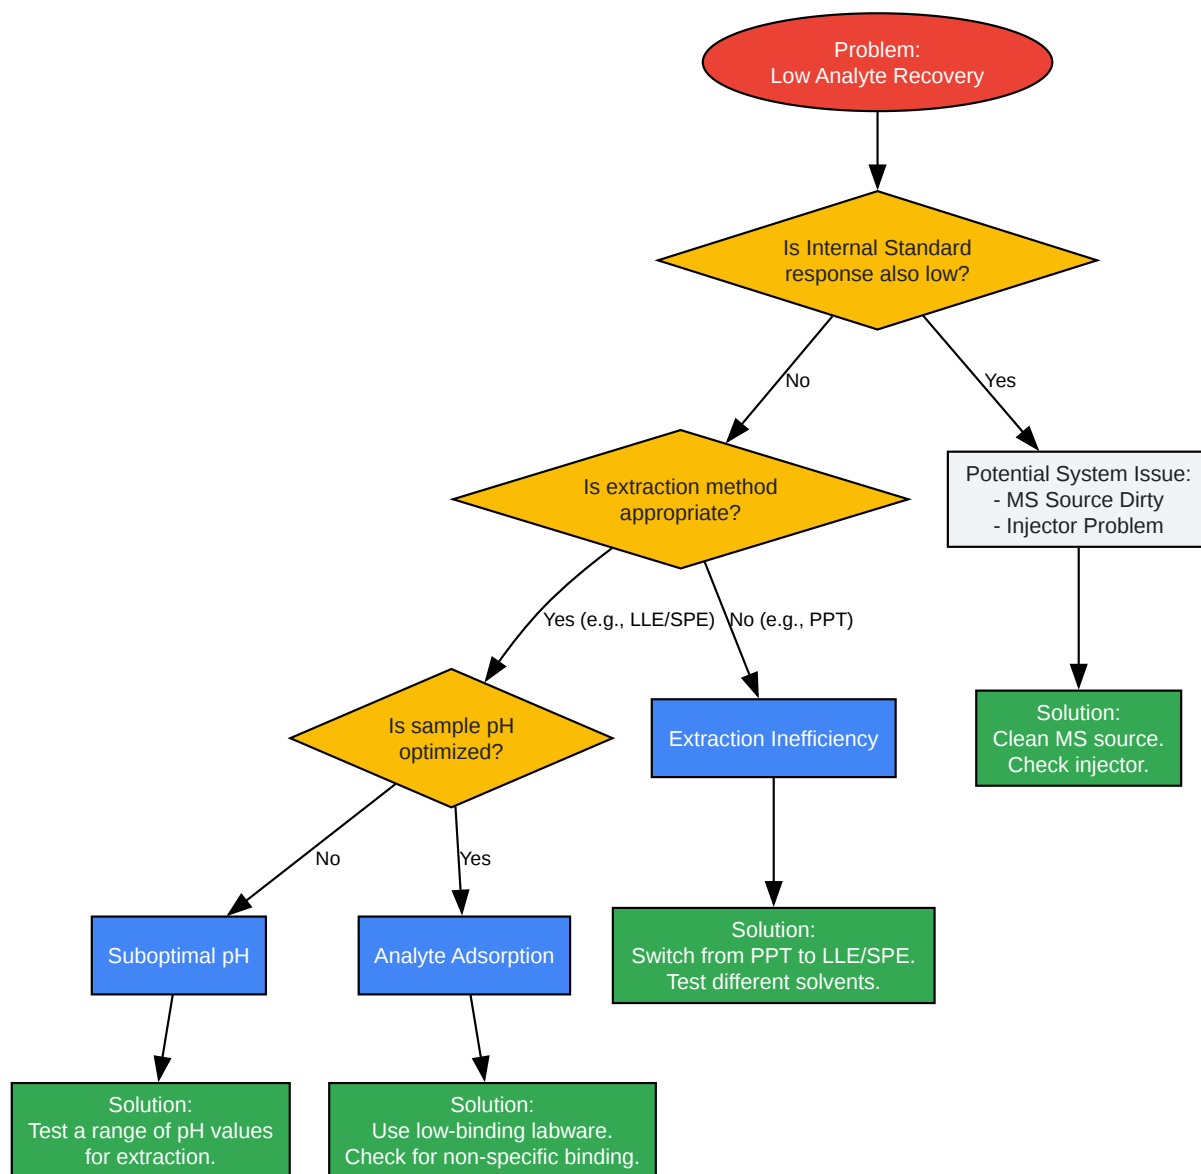 Problem:
Low Analyte Recovery
Is Internal Standard
response also low?
No
Yes
Is extraction method
appropriate?
Potential System Issue:
- MS Source Dirty
- Injector Problem
Yes (e.g., LLE/SPE)
No (e.g., PPT)
Is sample pH
optimized?
Extraction Inefficiency
Solution:
Clean MS source.
Check injector.
No
Yes
Suboptimal pH
Analyte Adsorption
Solution:
Switch from PPT to LLE/SPE.
Test different solvents.
Solution:
Test a range of pH values
for extraction.
Solution:
Use low-binding labware.
Check for non-specific binding.